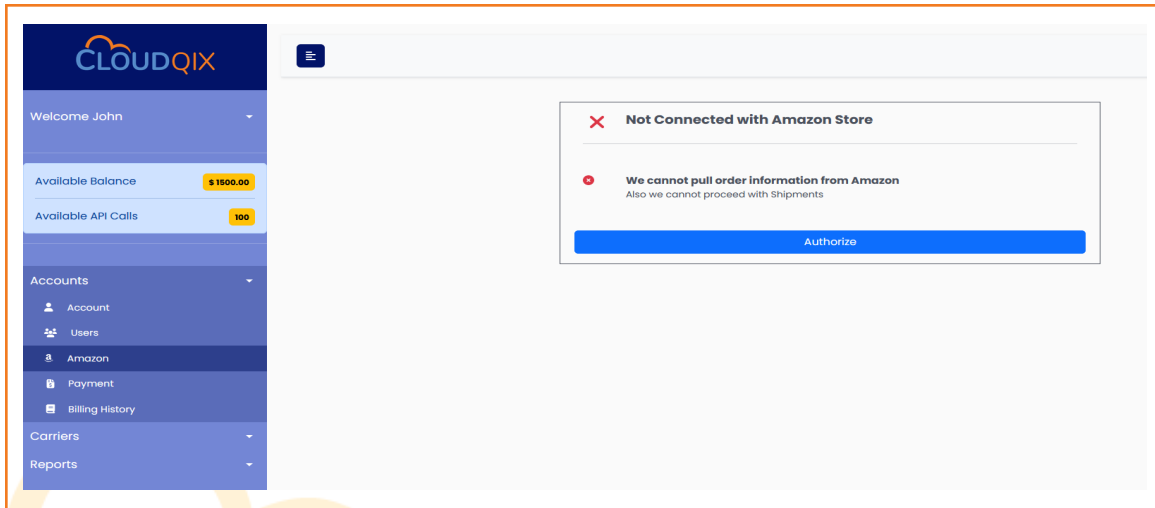 CLOUDQIX
Welcome John
Available Balance
$ 1500.00
Available API Calls
100
Accounts
Account
Users
Amazon
Payment
Billing History
Carriers
Reports
Not Connected with Amazon Store
We cannot pull order information from Amazon
Also we cannot proceed with Shipments
Authorize